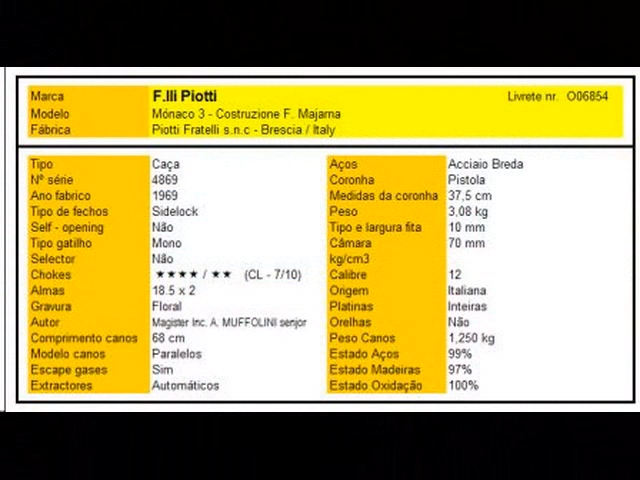 Marca F.lli Piotti Livrete nr. O06854
Modelo Mónaco 3 - Costruzione F. Majarna
Fábrica Piotti Fratelli s.n.c - Brescia / Italy
Tipo Caça Aços Acciaio Breda
Nº série 4869 Coronha Pistola
Ano fabrico 1969 Medidas da coronha 37,5 cm
Tipo de fechos Sidelock Peso 3,08 kg
Self - opening Não Tipo e largura fita 10 mm
Tipo gatilho Mono Câmara 70 mm
Selector Não kg/cm3
Chokes ★★★★ / ★★ (CL - 7/10) Calibre 12
Almas 18.5 x 2 Origem Italiana
Gravura Floral Platinas Inteiras
Autor Magister Inc. A. MUFFOLINI senjor Orelhas Não
Comprimento canos 68 cm Peso Canos 1,250 kg
Modelo canos Paralelos Estado Aços 99%
Escape gases Sim Estado Madeiras 97%
Extractores Automáticos Estado Oxidação 100%